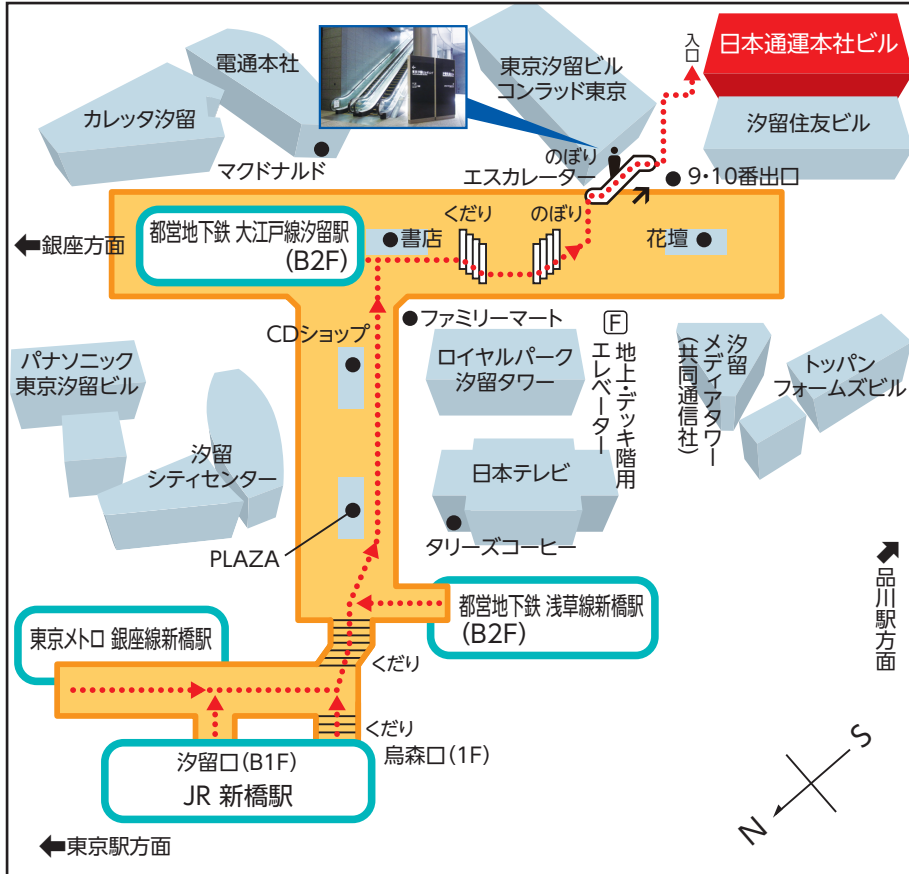 入口
日本通運本社ビル
電通本社
東京汐留ビル
コンラッド東京
カレッタ汐留
汐留住友ビル
マクドナルド
のぼり
エスカレーター
9・10番出口
都営地下鉄 大江戸線汐留駅
(B2F)
書店
くだり
のぼり
花壇
銀座方面
ファミリーマート
F
地上・デッキ階用
エレベーター
CDショップ
パナソニック
東京汐留ビル
ロイヤルパーク
汐留タワー
汐留
メディアタワー
(共同通信社)
トッパン
フォームズビル
汐留
シティセンター
日本テレビ
PLAZA
タリーズコーヒー
品川駅方面
都営地下鉄 浅草線新橋駅
(B2F)
東京メトロ 銀座線新橋駅
くだり
くだり
烏森口(1F)
汐留口(B1F)
JR 新橋駅
S
N
東京駅方面